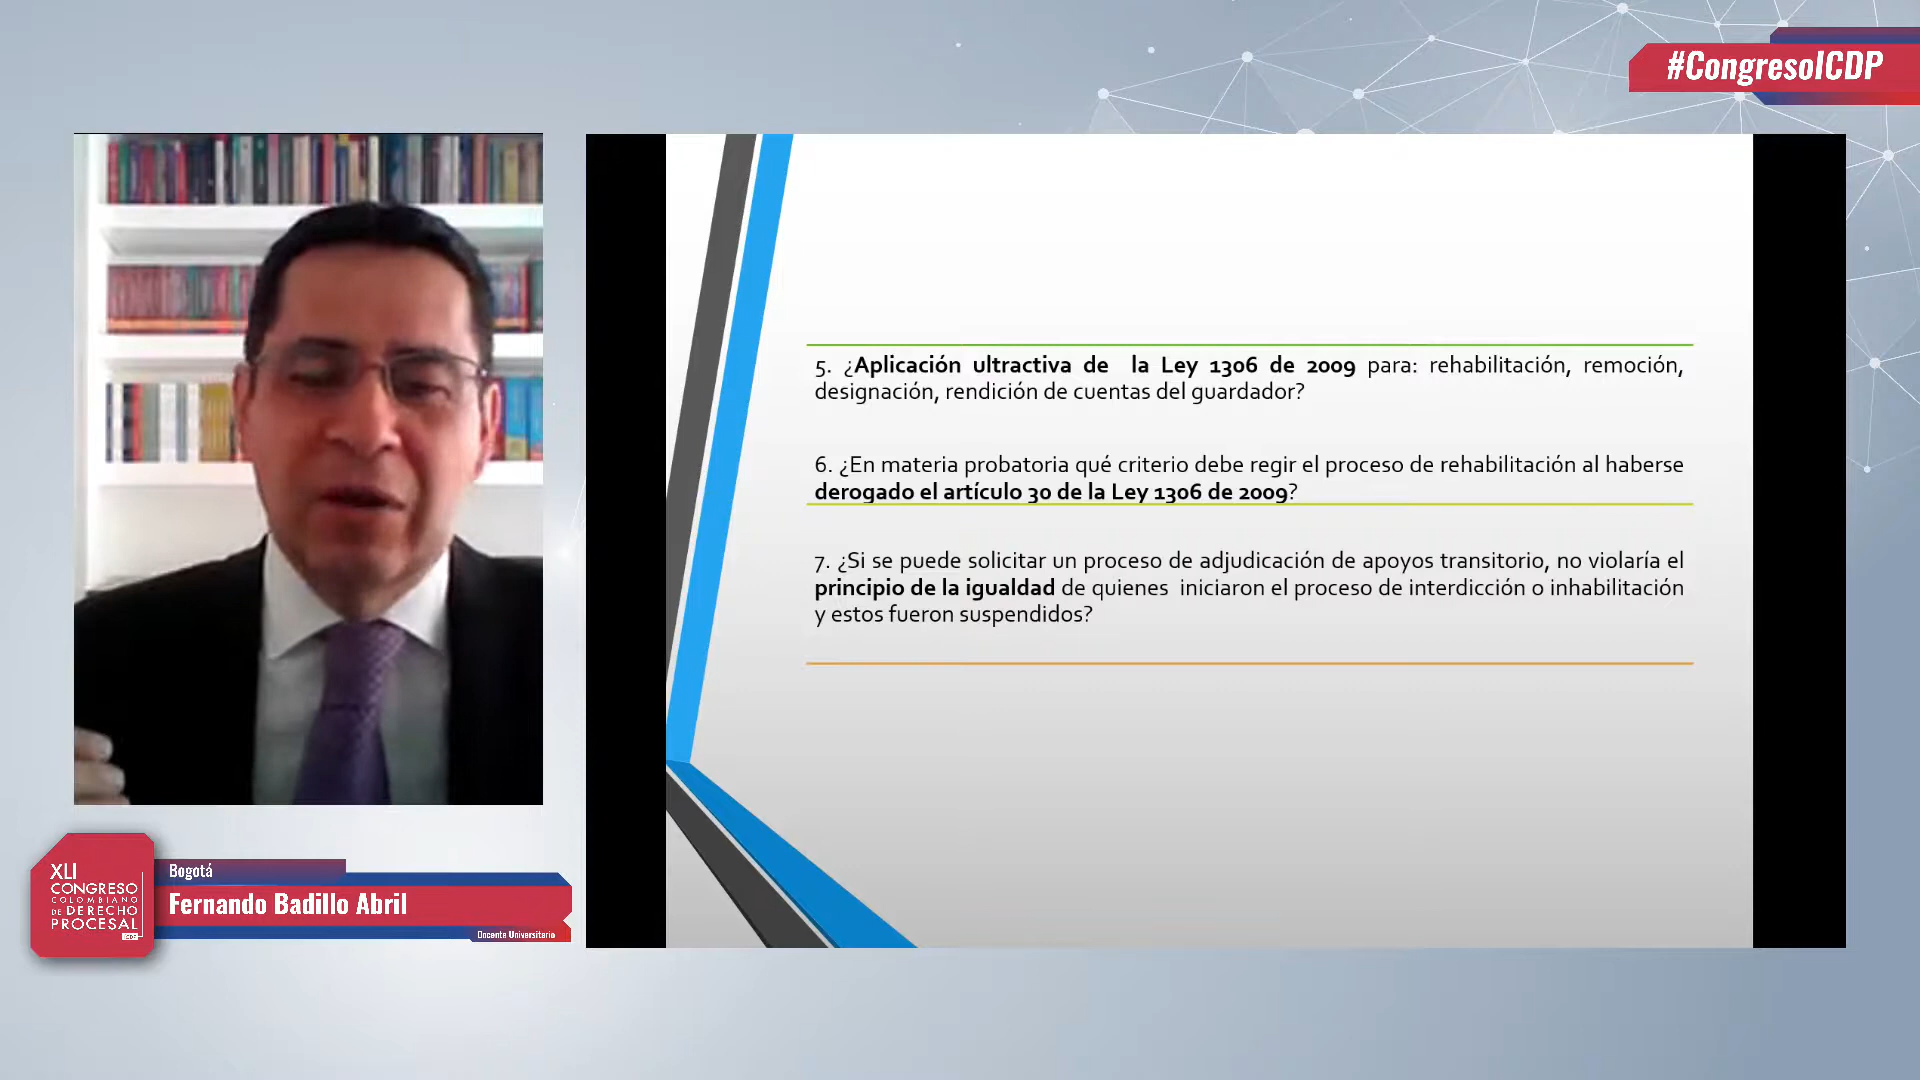 #CongresoICDP
5. ¿Aplicación ultractiva de la Ley 1306 de 2009 para: rehabilitación, remoción,
designación, rendición de cuentas del guardador?
6. ¿En materia probatoria qué criterio debe regir el proceso de rehabilitación al haberse
derogado el artículo 30 de la Ley 1306 de 2009?
7. ¿Si se puede solicitar un proceso de adjudicación de apoyos transitorio, no violaría el
principio de la igualdad de quienes iniciaron el proceso de interdicción o inhabilitación
y estos fueron suspendidos?
XLI
CONGRESO
COLOMBIANO
DE DERECHO
PROCESAL
Bogotá
Fernando Badillo Abril
Docente Universitario